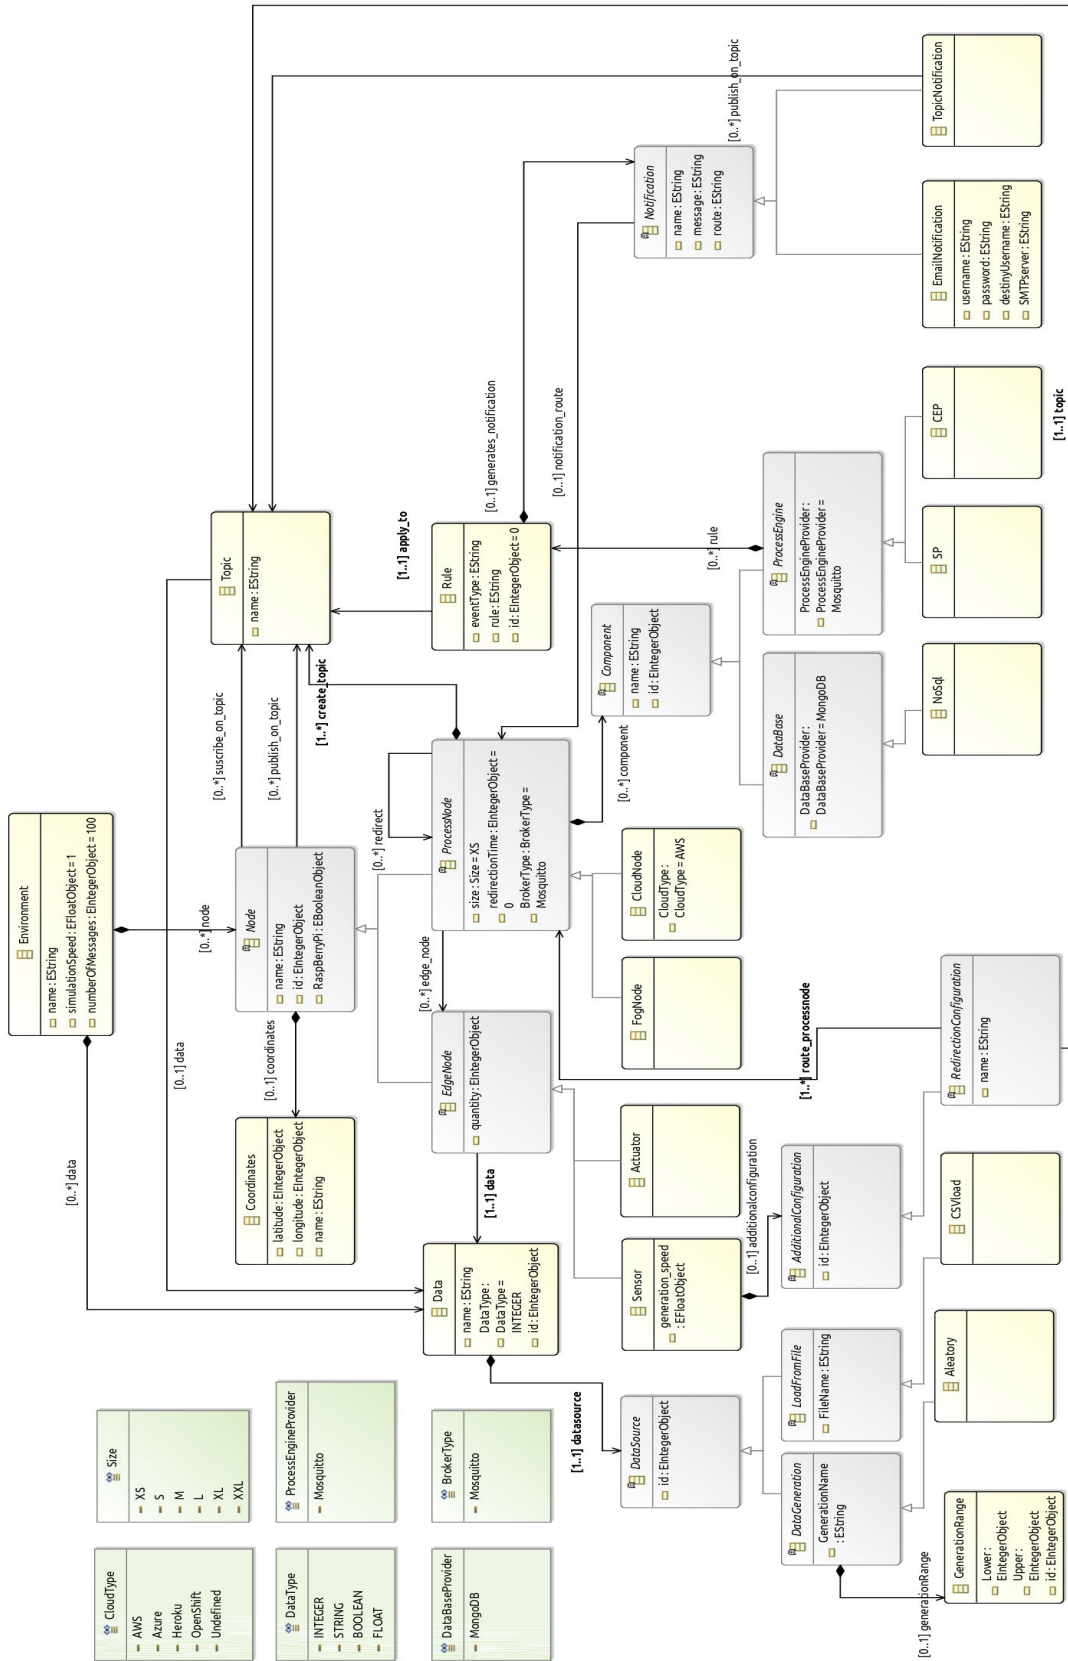 Environment
name : EString
simulationSpeed : EFloatObject = 1
numberOfMessages : EIntegerObject = 100
[0..*] data
[0..*] node
CloudType
AWS
Azure
Heroku
OpenShift
Undefined
Size
XS
S
M
L
XL
XXL
[0..1] data
Coordinates
latitude : EIntegerObject
longitude : EIntegerObject
name : EString
[0..1] coordinates
Node
name : EString
id : EIntegerObject
RaspBerryPi : EBooleanObject
[0..*] suscribe_on_topic
[0..*] publish_on_topic
[1..*] create_topic
Topic
name : EString
DataType
INTEGER
STRING
BOOLEAN
FLOAT
ProcessEngineProvider
Mosquitto
DataBaseProvider
MongoDB
BrokerType
Mosquitto
Data
name : EString
DataType :
DataType =
INTEGER
id : EIntegerObject
[1..1] data
EdgeNode
quantity : EIntegerObject
[0..*] edge_node
[0..*] redirect
ProcessNode
size : Size = XS
redirectionTime : EIntegerObject =
0
BrokerType : BrokerType =
Mosquitto
[1..1] apply_to
Rule
eventType : EString
rule : EString
id : EIntegerObject = 0
[0..1] generates_notification
[0..1] notification_route
Notification
name : EString
message : EString
route : EString
[0..*] publish_on_topic
[1..1] datasource
DataSource
id : EIntegerObject
Sensor
generation_speed
: EFloatObject
Actuator
FogNode
CloudNode
CloudType :
CloudType = AWS
[0..*] component
Component
name : EString
id : EIntegerObject
[0..*] rule
[0..1] additionalconfiguration
[1..*] route_processnode
DataGeneration
GenerationName
: EString
LoadFromFile
FileName : EString
AdditionalConfiguration
id : EIntegerObject
DataBase
DataBaseProvider :
DataBaseProvider = MongoDB
ProcessEngine
ProcessEngineProvider :
ProcessEngineProvider =
Mosquitto
[0..1] generationRange
GenerationRange
Lower :
EIntegerObject
Upper :
EIntegerObject
id : EIntegerObject
Aleatory
CSVload
RedirectionConfiguration
name : EString
NoSql
SP
CEP
EmailNotification
username : EString
password : EString
destinyUsername : EString
SMTPserver : EString
TopicNotification
[1..1] topic